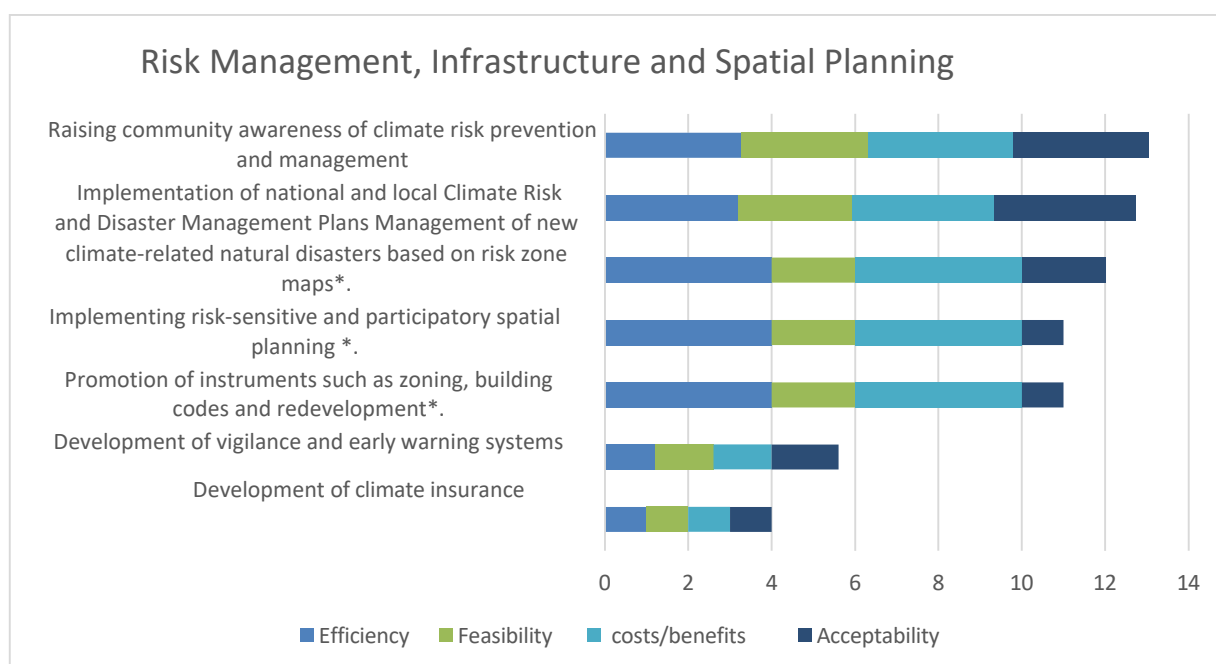 Risk Management, Infrastructure and Spatial Planning
Raising community awareness of climate risk prevention
and management
Implementation of national and local Climate Risk
and Disaster Management Plans Management of new
climate-related natural disasters based on risk zone
maps*.
Implementing risk-sensitive and participatory spatial
planning *.
Promotion of instruments such as zoning, building
codes and redevelopment*.
Development of vigilance and early warning systems
Development of climate insurance
0 2 4 6 8 10 12 14
Efficiency Feasibility costs/benefits Acceptability